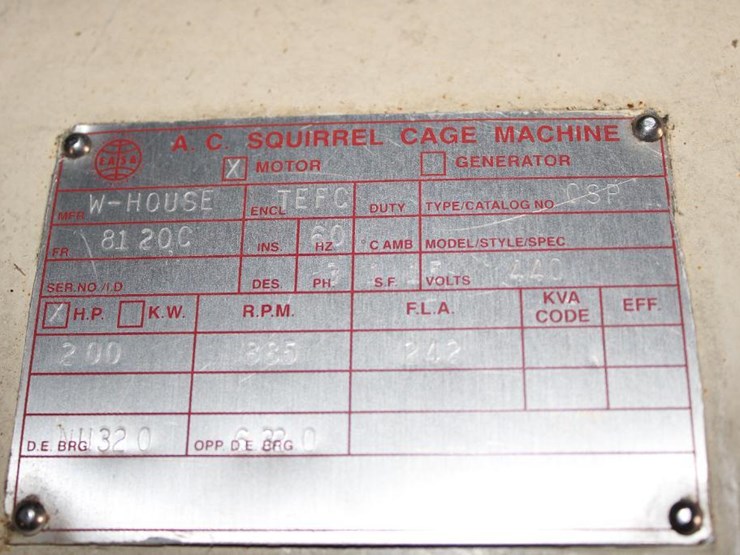 EASA
A. C. SQUIRREL CAGE MACHINE
X MOTOR GENERATOR
MFR W-HOUSE ENCL TEFC DUTY TYPE/CATALOG NO CSP
FR 8120C INS. HZ 60 C AMB MODEL/STYLE/SPEC
SER.NO./I.D DES. PH. 3 S.F. VOLTS 440
X H.P. K.W. R.P.M. F.L.A. KVA CODE EFF.
200 885 242
D.E. BRG NU320 OPP. D.E. BRG